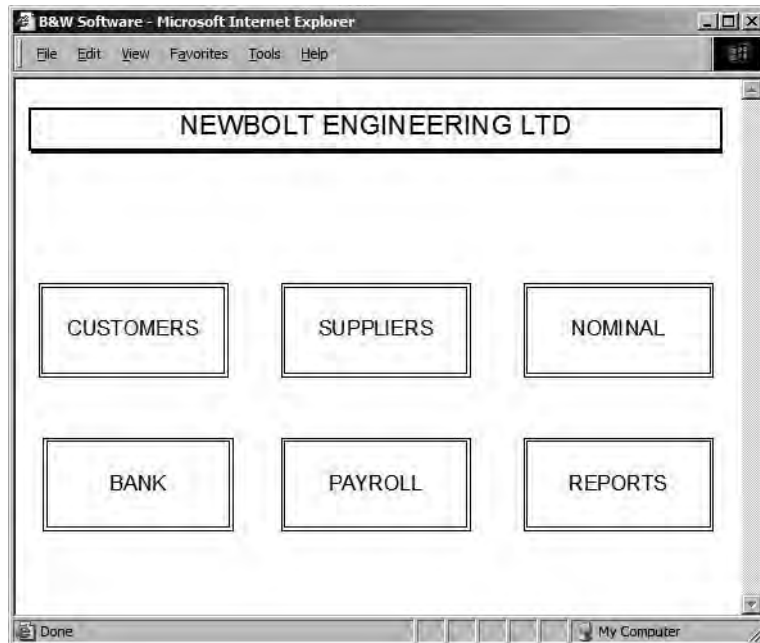 B&W Software - Microsoft Internet Explorer
File Edit View Favorites Tools Help
NEWBOLT ENGINEERING LTD
CUSTOMERS SUPPLIERS NOMINAL
BANK PAYROLL REPORTS
Done My Computer